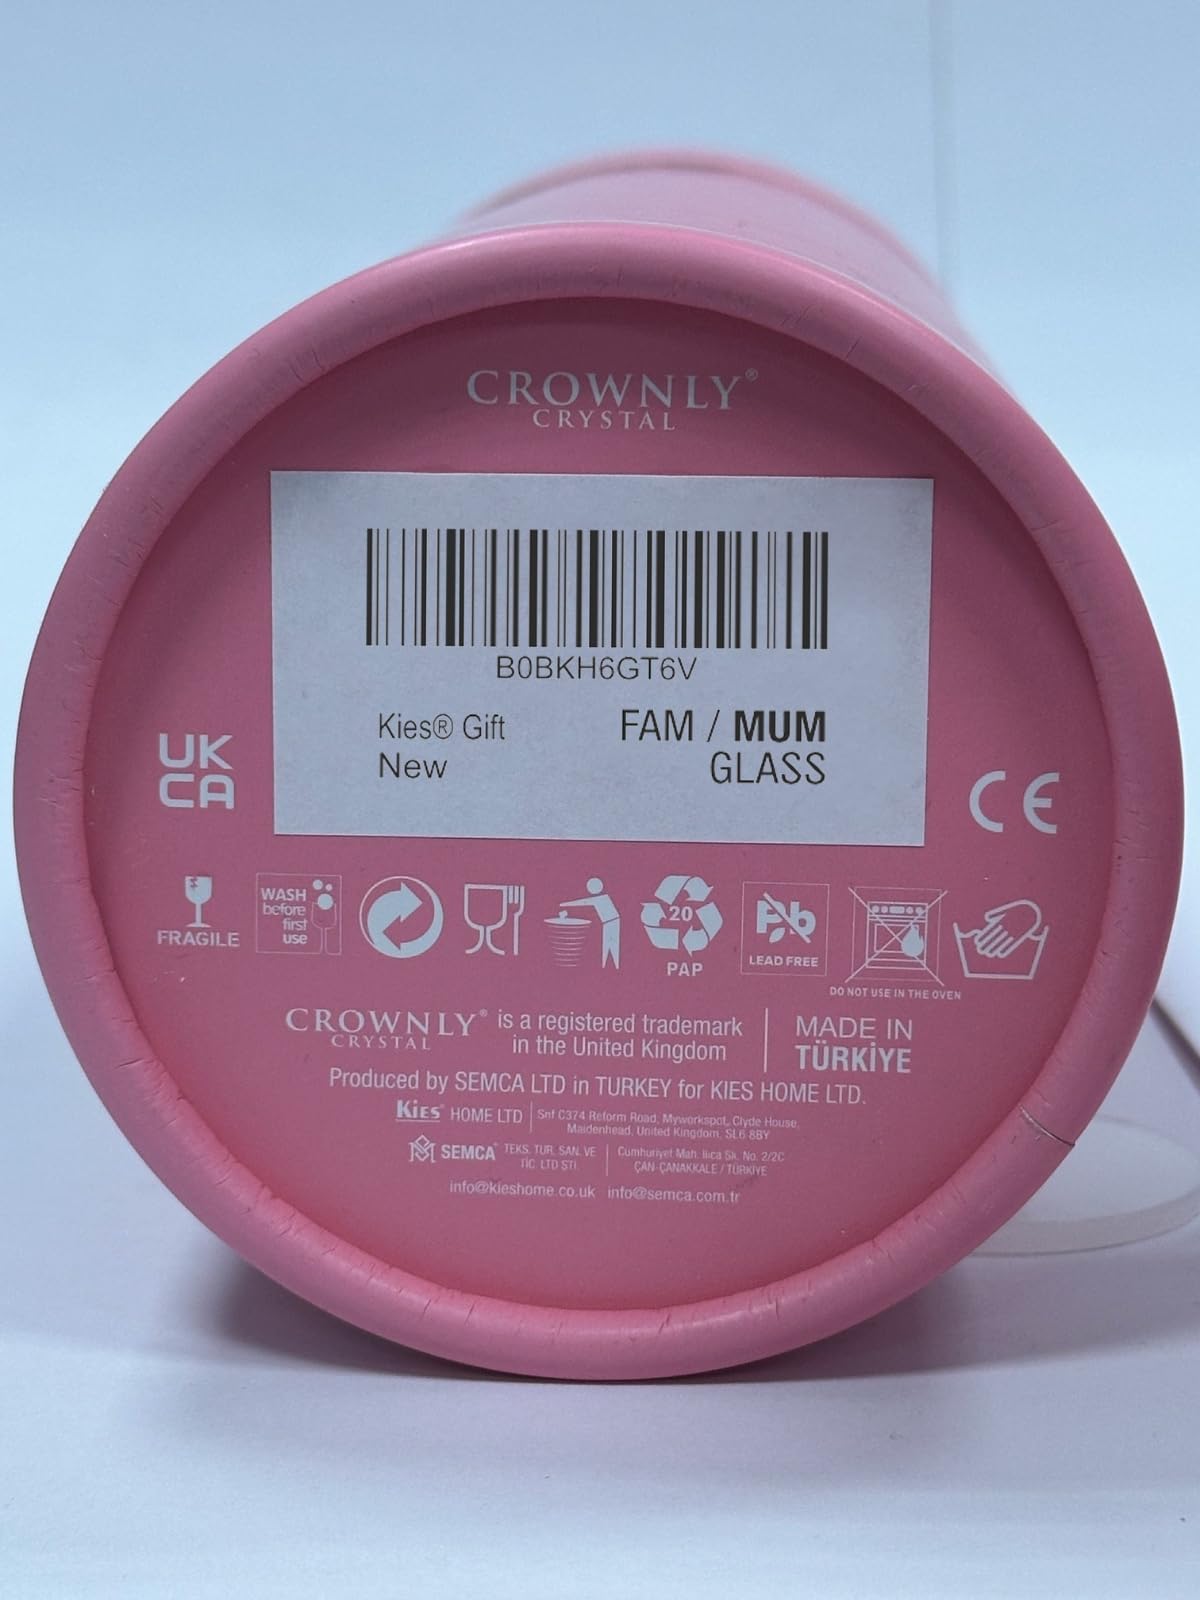 CROWNLY®
CRYSTAL
B0BKH6GT6V
Kies® Gift
New
FAM / MUM
GLASS
UK
CA
CE
FRAGILE
WASH
before
first
use
20
PAP
Pb
LEAD FREE
DO NOT USE IN THE OVEN
CROWNLY®
CRYSTAL
is a registered trademark
in the United Kingdom
MADE IN
TÜRKİYE
Produced by SEMCA LTD in TURKEY for KIES HOME LTD.
KIES® HOME LTD
Snf C374 Reform Road, Myworkspot, Clyde House,
Maidenhead, United Kingdom, SL6 8BY
SEMCA®
TEKS. TUR. SAN. VE
TİC. LTD ŞTİ.
Cumhuriyet Mah. Ilıca Sk. No. 2/2C
ÇAN-ÇANAKKALE / TÜRKİYE
info@kieshome.co.uk info@semca.com.tr